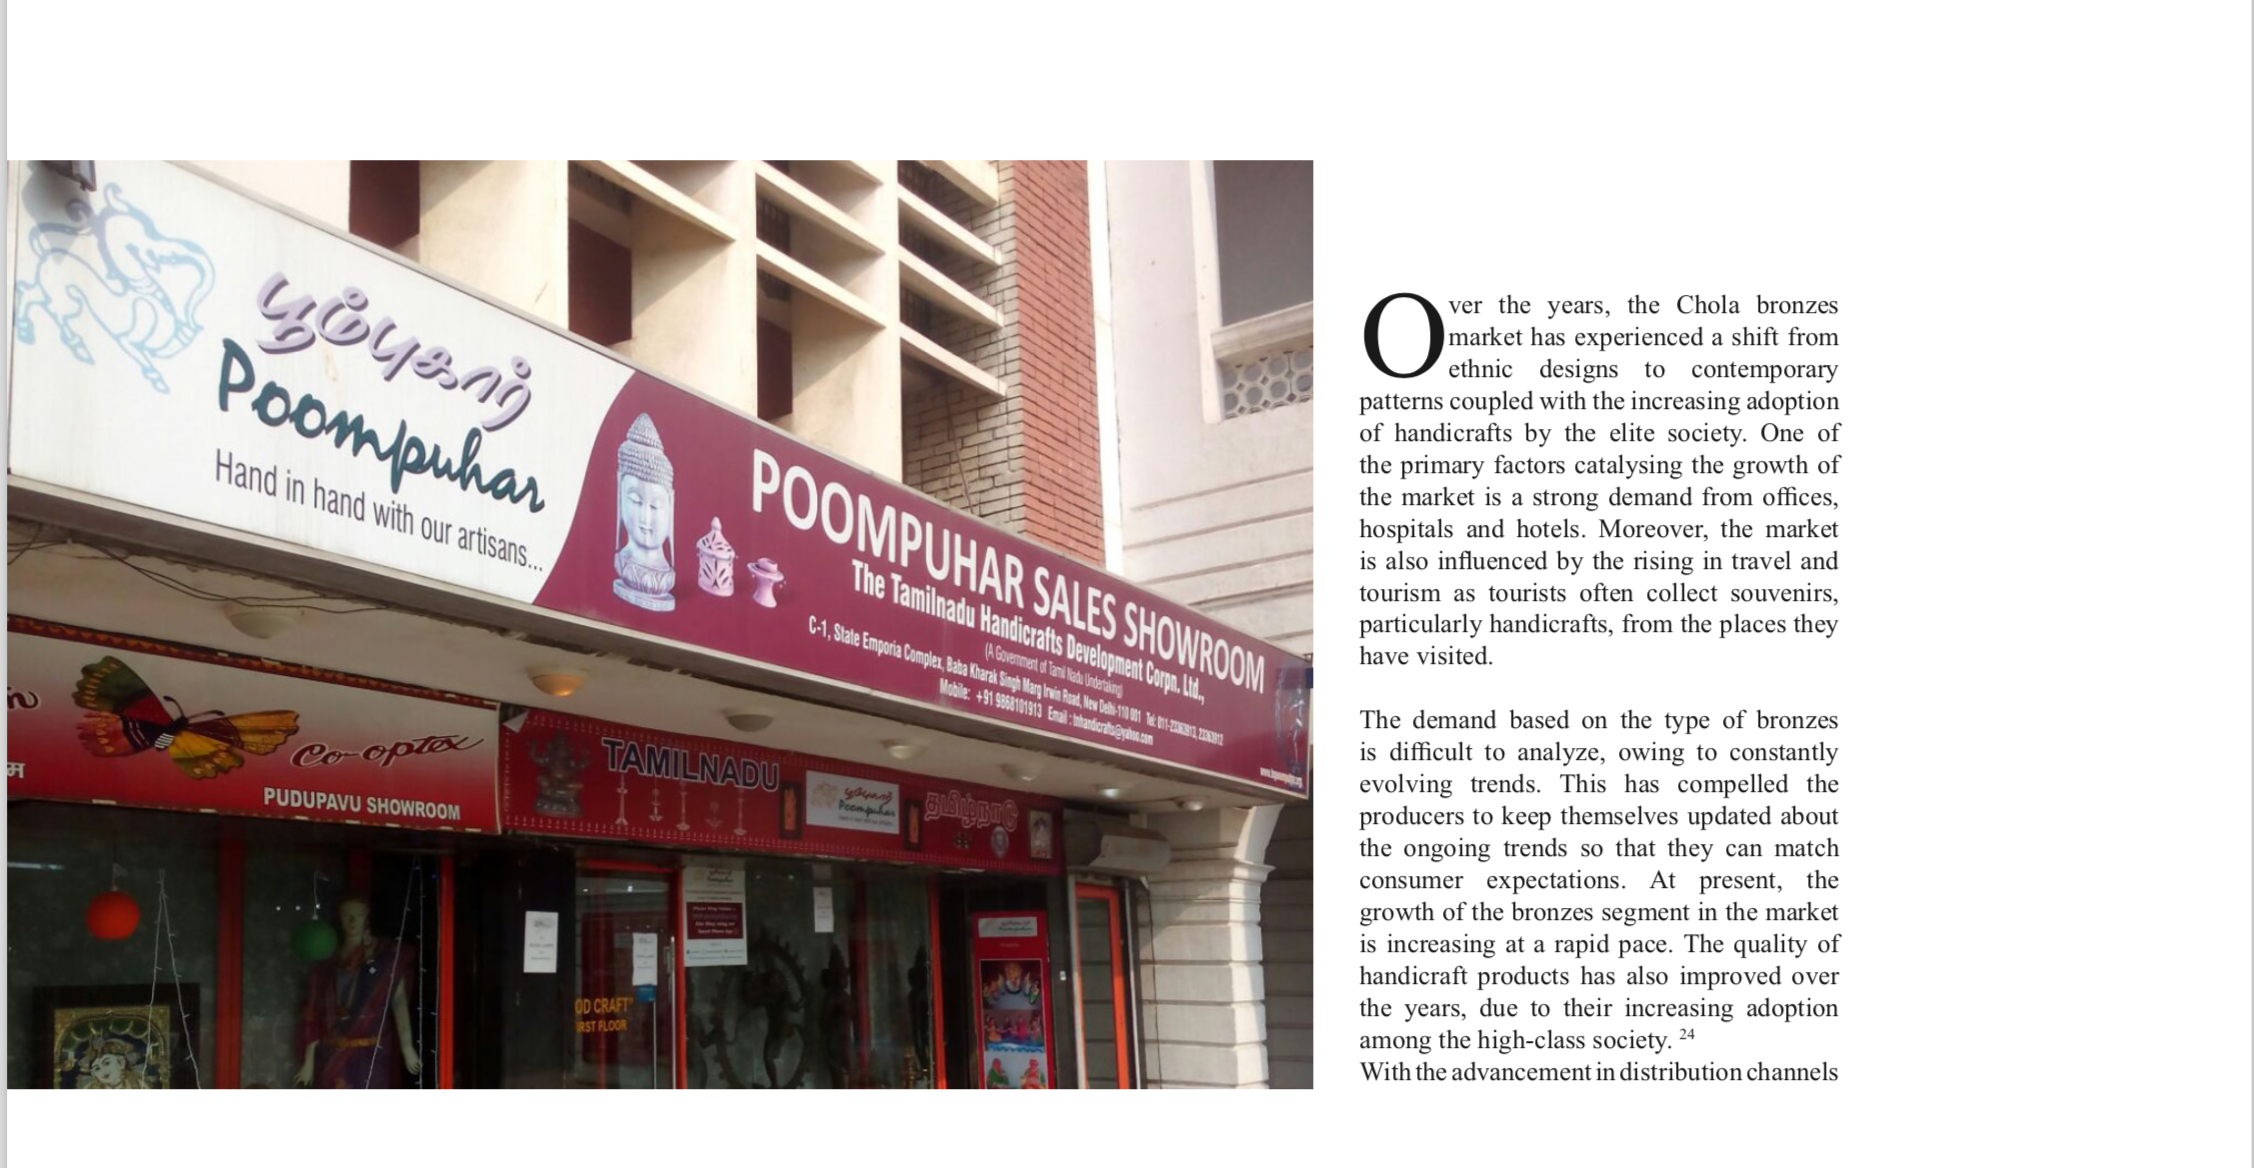 பூம்புகார்
Poompuhar
Hand in hand with our artisans...
POOMPUHAR SALES SHOWROOM
The Tamilnadu Handicrafts Development Corpn. Ltd.,
(A Government of Tamil Nadu Undertaking)
C-1, State Emporia Complex, Baba Kharak Singh Marg Irwin Road, New Delhi-110 001 Tel: 011-23363913, 23363912
Mobile: +91 9868101913 Email : tnhandicrafts@yahoo.com
Co-optex
PUDUPAVU SHOWROOM
TAMILNADU
பூம்புகார்
Poompuhar
தமிழ்நாடு
OD CRAFT"
IRST FLOOR
Over the years, the Chola bronzes
market has experienced a shift from
ethnic designs to contemporary
patterns coupled with the increasing adoption
of handicrafts by the elite society. One of
the primary factors catalysing the growth of
the market is a strong demand from offices,
hospitals and hotels. Moreover, the market
is also influenced by the rising in travel and
tourism as tourists often collect souvenirs,
particularly handicrafts, from the places they
have visited.
The demand based on the type of bronzes
is difficult to analyze, owing to constantly
evolving trends. This has compelled the
producers to keep themselves updated about
the ongoing trends so that they can match
consumer expectations. At present, the
growth of the bronzes segment in the market
is increasing at a rapid pace. The quality of
handicraft products has also improved over
the years, due to their increasing adoption
among the high-class society. 24
With the advancement in distribution channels